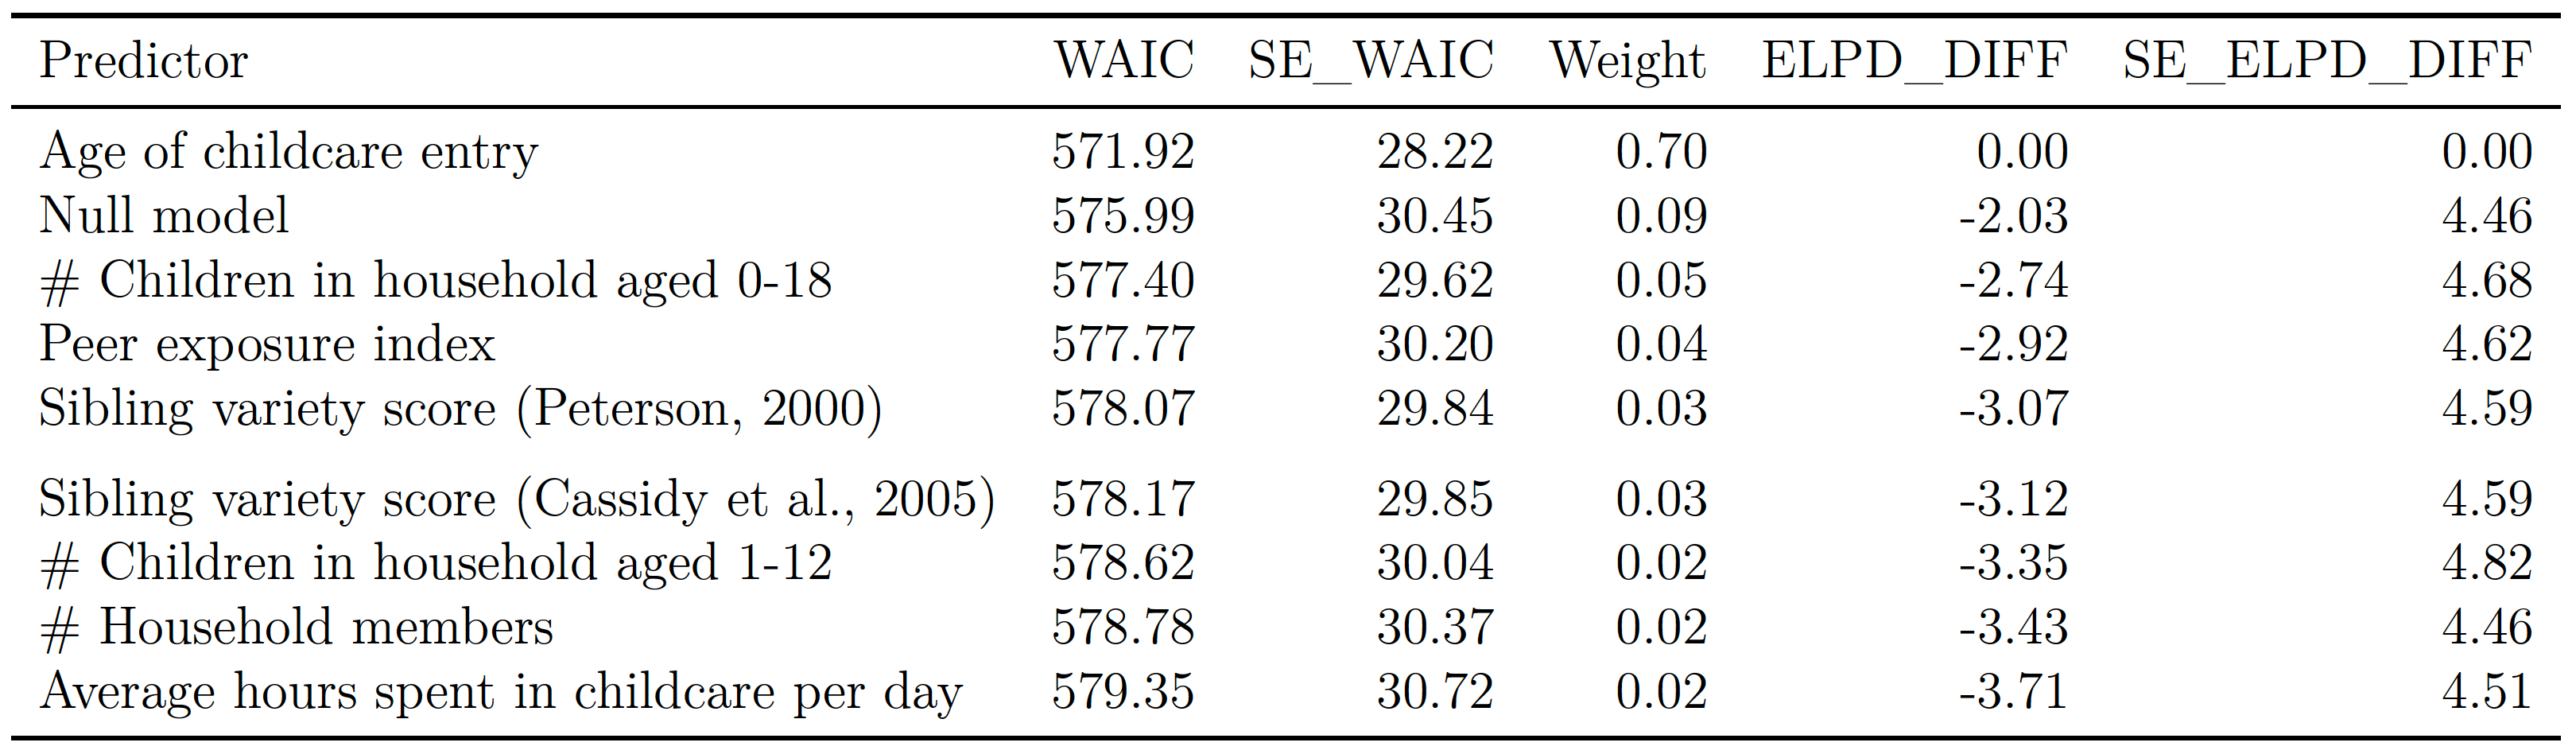 Predictor WAIC SE_WAIC Weight ELPD_DIFF SE_ELPD_DIFF
Age of childcare entry 571.92 28.22 0.70 0.00 0.00
Null model 575.99 30.45 0.09 -2.03 4.46
# Children in household aged 0-18 577.40 29.62 0.05 -2.74 4.68
Peer exposure index 577.77 30.20 0.04 -2.92 4.62
Sibling variety score (Peterson, 2000) 578.07 29.84 0.03 -3.07 4.59
Sibling variety score (Cassidy et al., 2005) 578.17 29.85 0.03 -3.12 4.59
# Children in household aged 1-12 578.62 30.04 0.02 -3.35 4.82
# Household members 578.78 30.37 0.02 -3.43 4.46
Average hours spent in childcare per day 579.35 30.72 0.02 -3.71 4.51